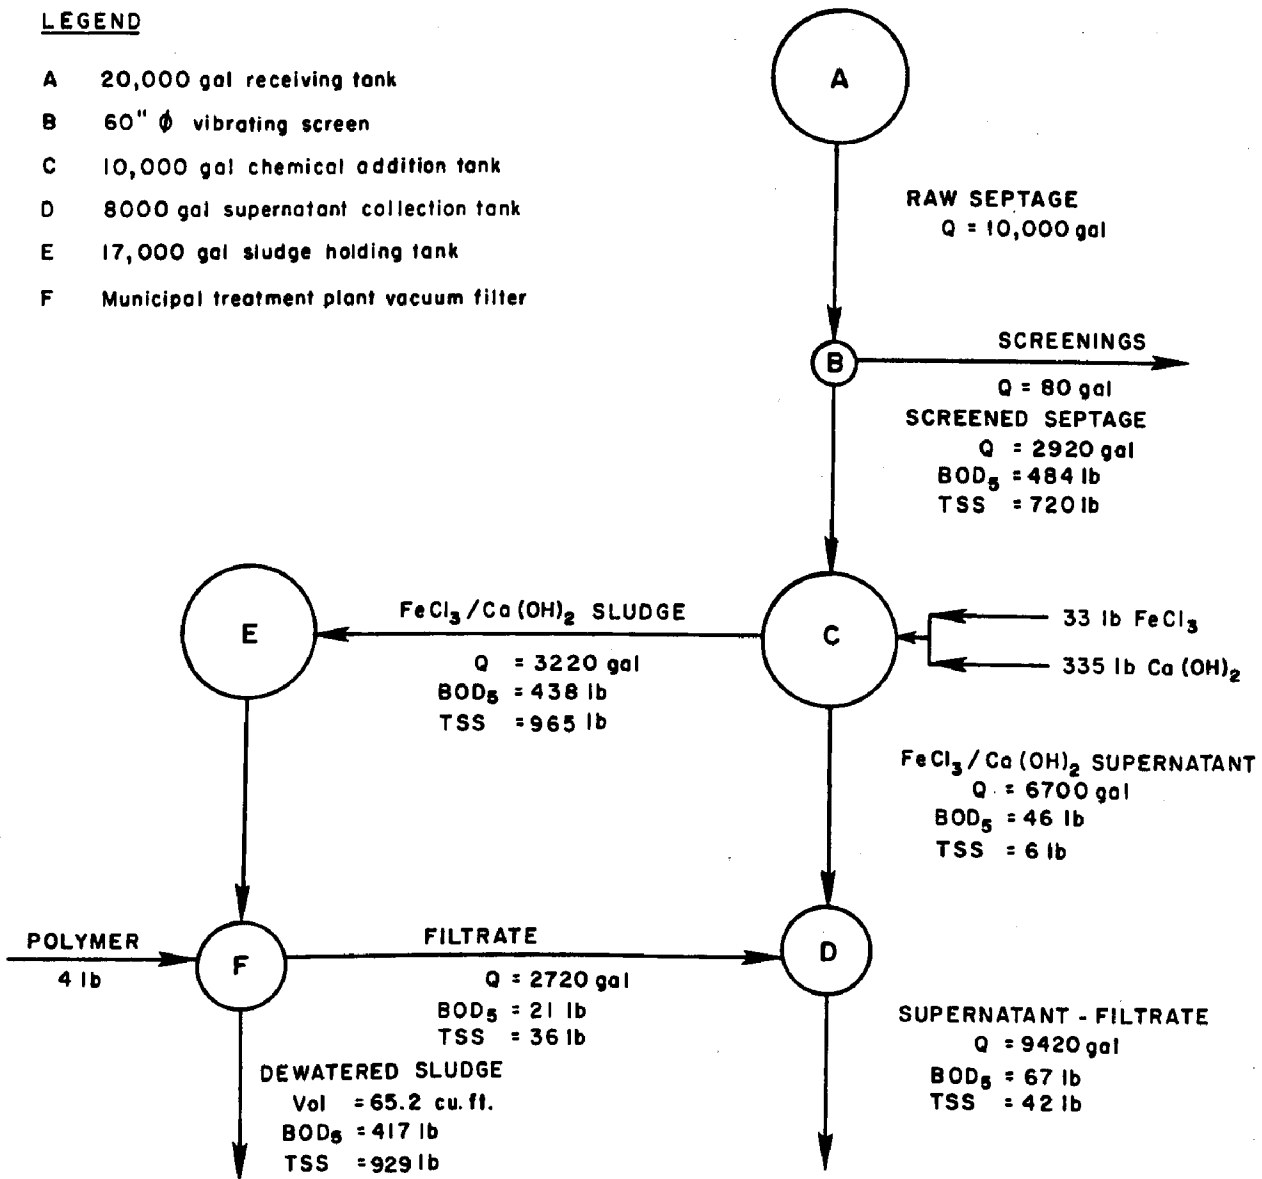 LEGEND
A 20,000 gal receiving tank
B 60" ϕ vibrating screen
C 10,000 gal chemical addition tank
D 8000 gal supernatant collection tank
E 17,000 gal sludge holding tank
F Municipal treatment plant vacuum filter
A
RAW SEPTAGE
Q = 10,000 gal
B
SCREENINGS
Q = 80 gal
SCREENED SEPTAGE
Q = 2920 gal
BOD₅ = 484 lb
TSS = 720 lb
E
FeCl₃/Ca(OH)₂ SLUDGE
Q = 3220 gal
BOD₅ = 438 lb
TSS = 965 lb
C
33 lb FeCl₃
335 lb Ca(OH)₂
FeCl₃/Ca(OH)₂ SUPERNATANT
Q = 6700 gal
BOD₅ = 46 lb
TSS = 6 lb
POLYMER
4 lb
F
FILTRATE
Q = 2720 gal
BOD₅ = 21 lb
TSS = 36 lb
D
DEWATERED SLUDGE
Vol = 65.2 cu. ft.
BOD₅ = 417 lb
TSS = 929 lb
SUPERNATANT - FILTRATE
Q = 9420 gal
BOD₅ = 67 lb
TSS = 42 lb